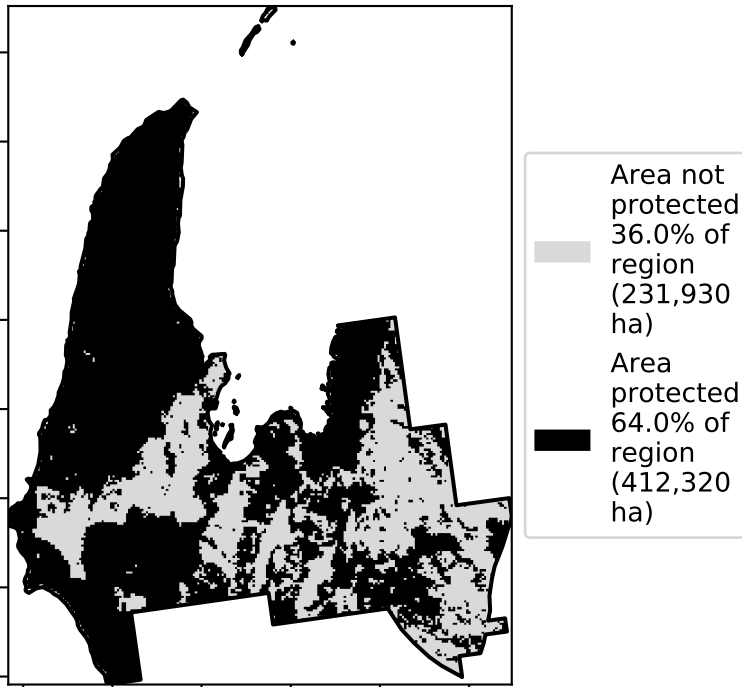 Area not
protected
36.0% of
region
(231,930
ha)
Area
protected
64.0% of
region
(412,320
ha)